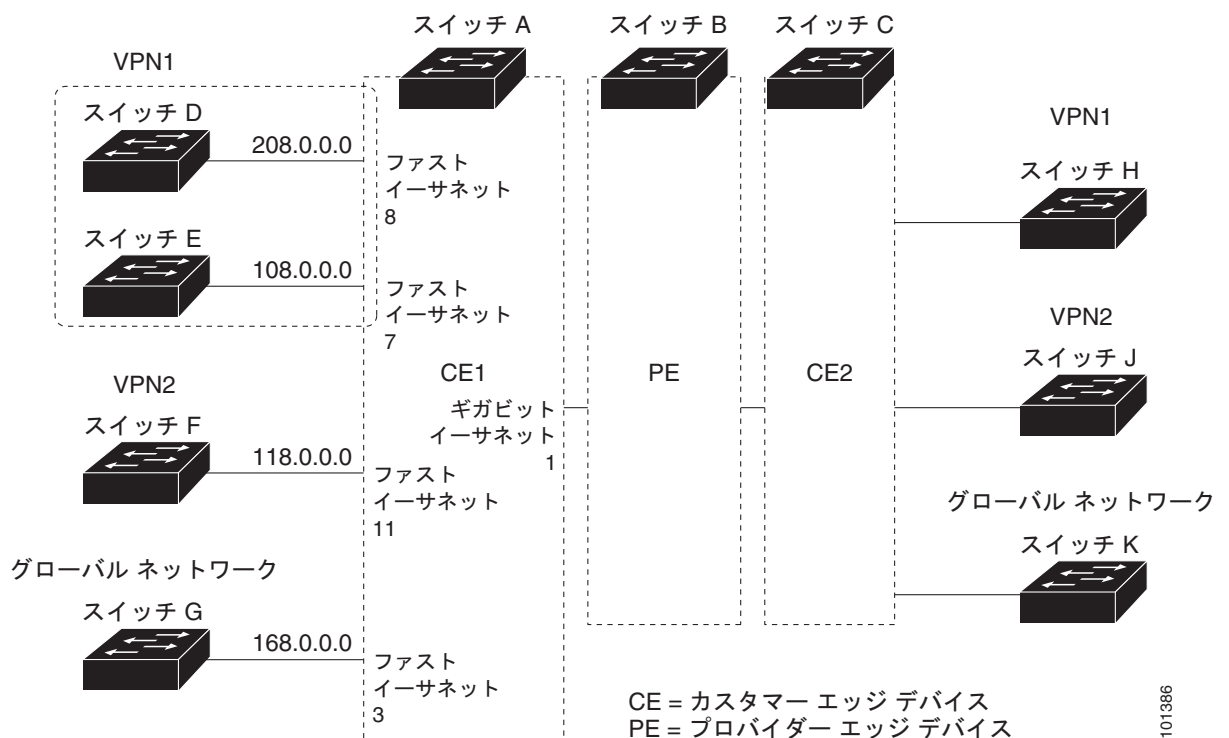 スイッチ A
スイッチ B
スイッチ C
VPN1
スイッチ D
208.0.0.0
ファスト
イーサネット
8
スイッチ E
108.0.0.0
ファスト
イーサネット
7
VPN2
スイッチ F
118.0.0.0
ファスト
イーサネット
11
グローバル ネットワーク
スイッチ G
168.0.0.0
ファスト
イーサネット
3
CE1
ギガビット
イーサネット
1
PE
CE2
VPN1
スイッチ H
VPN2
スイッチ J
グローバル ネットワーク
スイッチ K
CE = カスタマー エッジ デバイス
PE = プロバイダー エッジ デバイス
101386